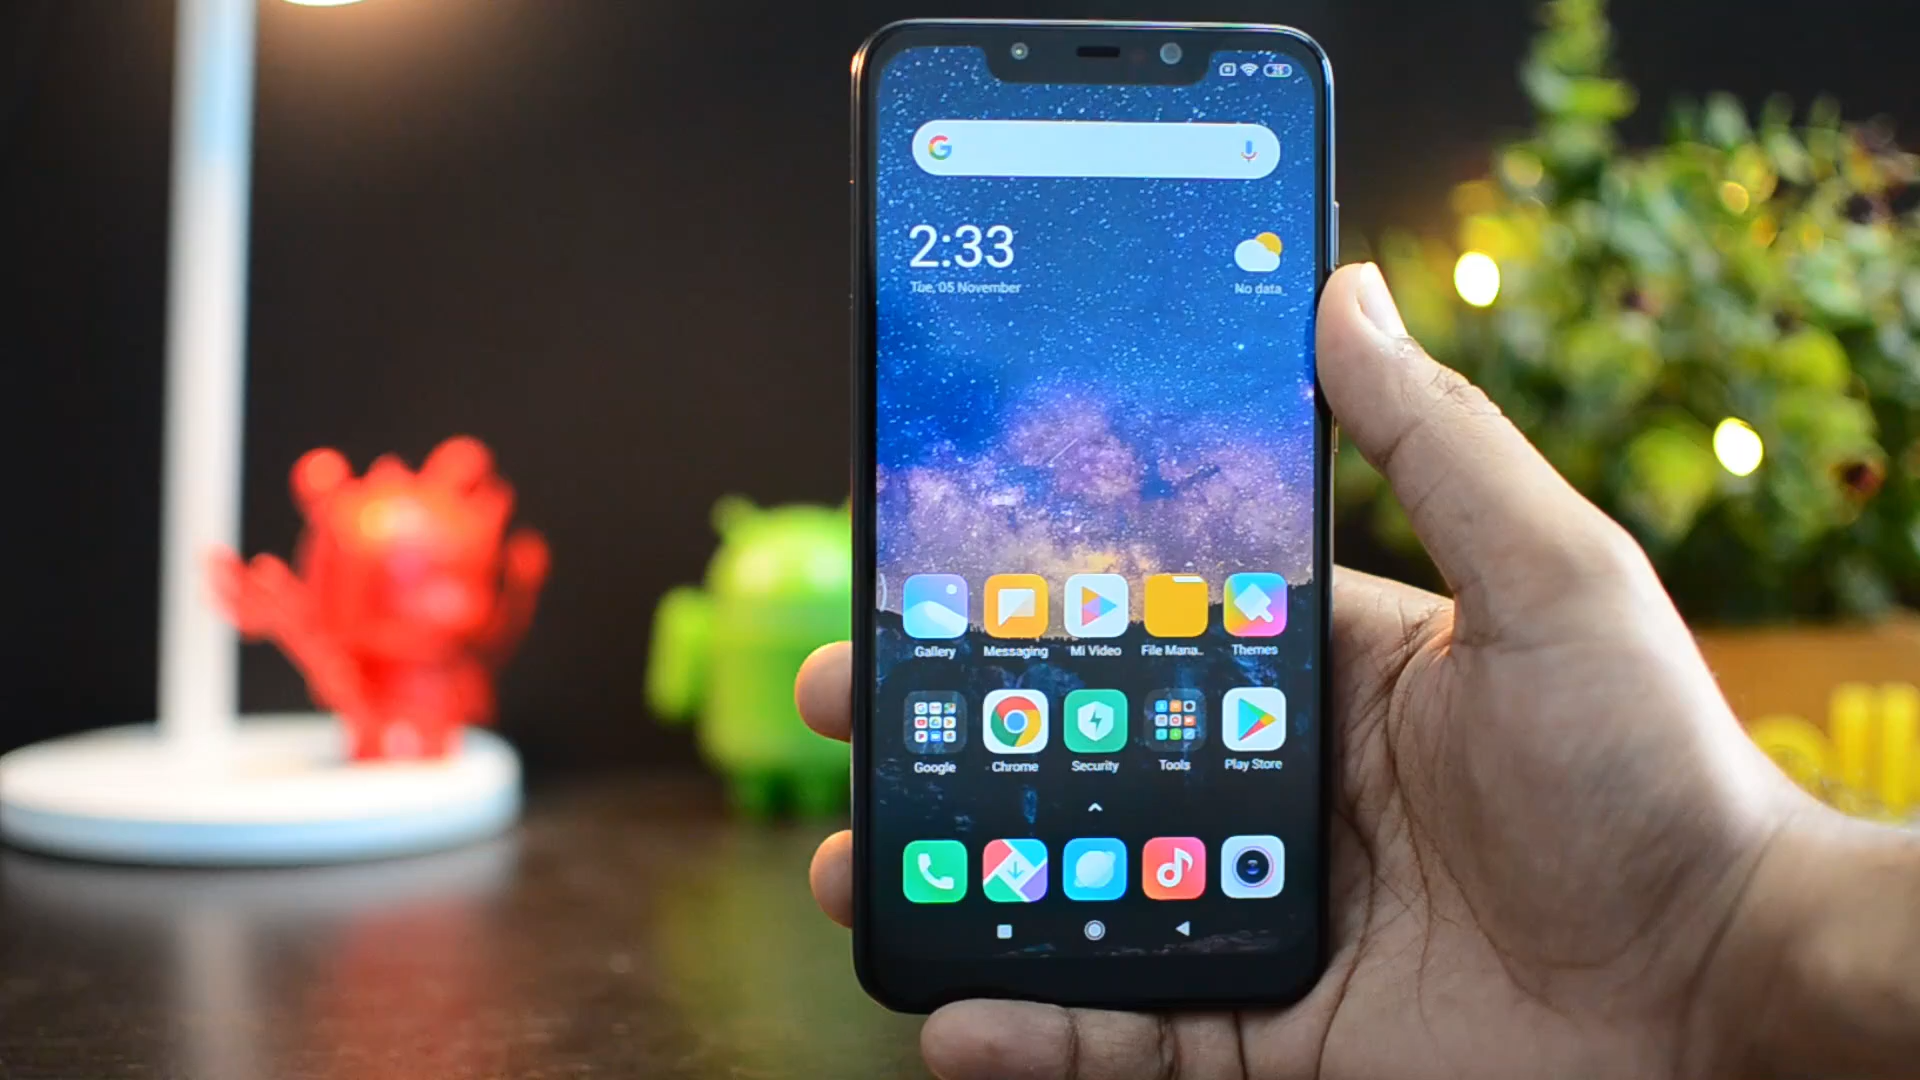 2:33
Tue, 05 November
No data
Gallery
Messaging
Mi Video
File Mana..
Themes
Google
Chrome
Security
Tools
Play Store